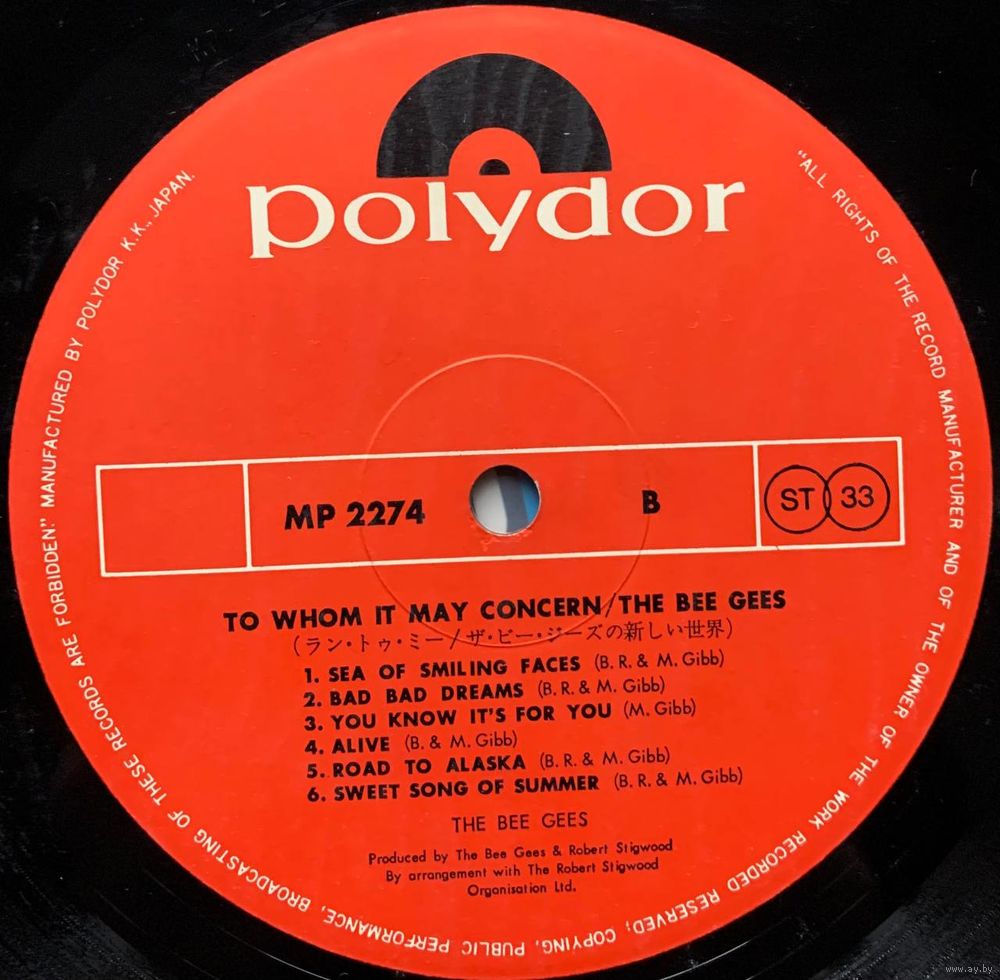 polydor
MP 2274
B
ST 33
TO WHOM IT MAY CONCERN/THE BEE GEES
(ラン・トゥ・ミー/ザ・ビー・ジーズの新しい世界)
1. SEA OF SMILING FACES (B. R. & M. Gibb)
2. BAD BAD DREAMS (B. R. & M. Gibb)
3. YOU KNOW IT'S FOR YOU (M. Gibb)
4. ALIVE (B. & M. Gibb)
5. ROAD TO ALASKA (B. R. & M. Gibb)
6. SWEET SONG OF SUMMER (B. R. & M. Gibb)
THE BEE GEES
Produced by The Bee Gees & Robert Stigwood
By arrangement with The Robert Stigwood
Organisation Ltd.
"ALL RIGHTS OF THE RECORD MANUFACTURER AND OF THE OWNER OF THE WORK RECORDED RESERVED; COPYING, PUBLIC PERFORMANCE, BROADCASTING OF THESE RECORDS ARE FORBIDDEN." MANUFACTURED BY POLYDOR K.K., JAPAN.
www.ay.by